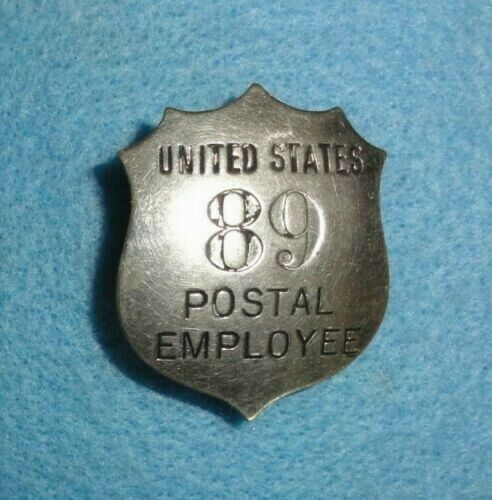 UNITED STATES
89
POSTAL
EMPLOYEE